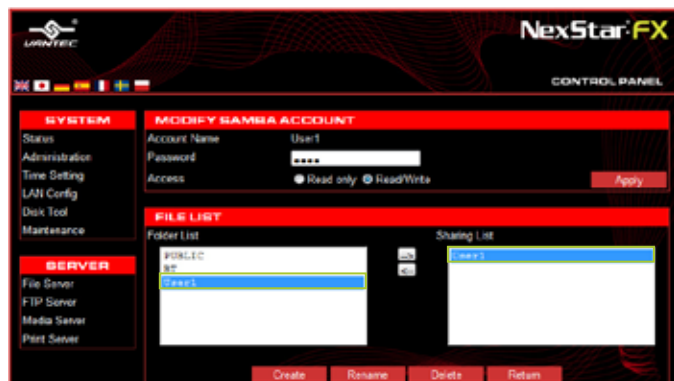 VANTEC
NexStar FX
CONTROL PANEL
SYSTEM
Status
Administration
Time Setting
LAN Config
Disk Tool
Maintenance
SERVER
File Server
FTP Server
Media Server
Print Server
MODIFY SAMBA ACCOUNT
Account Name User1
Password ••••
Access Read only Read/Write
Apply
FILE LIST
Folder List
PUBLIC
BT
User1
-->
<--
Sharing List
User1
Create Rename Delete Return